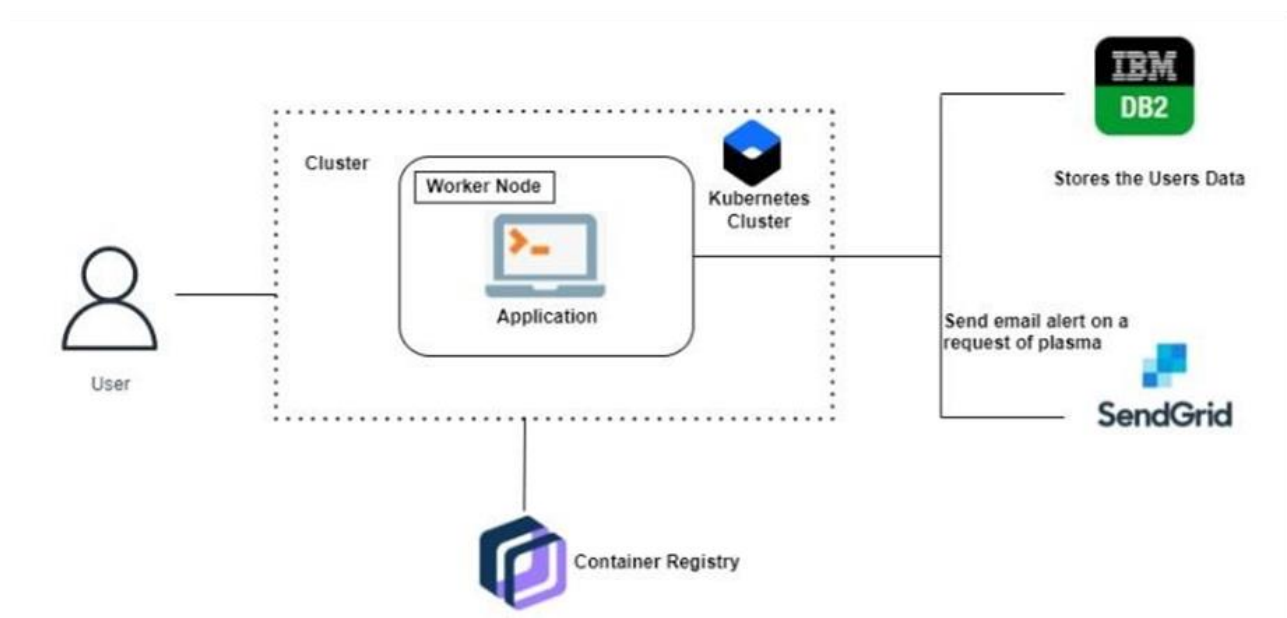 IBM
DB2
Stores the Users Data
Cluster
Worker Node
Kubernetes
Cluster
Application
User
Send email alert on a
request of plasma
SendGrid
Container Registry